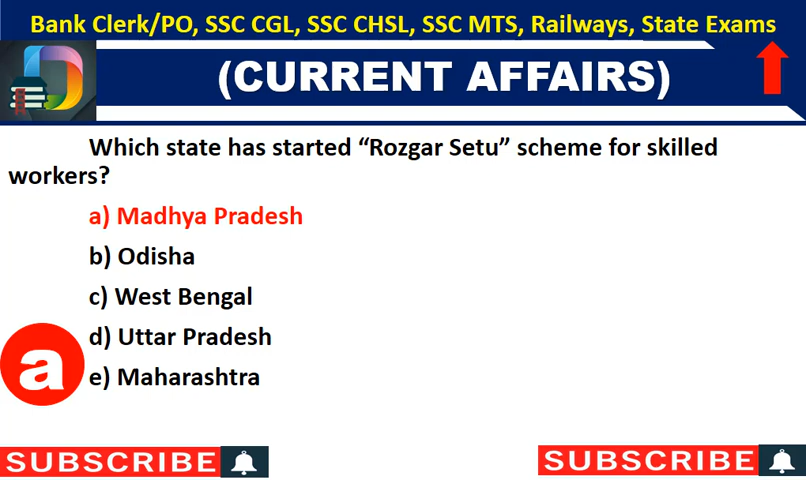 Bank Clerk/PO, SSC CGL, SSC CHSL, SSC MTS, Railways, State Exams
(CURRENT AFFAIRS)
Which state has started “Rozgar Setu” scheme for skilled
workers?
a) Madhya Pradesh
b) Odisha
c) West Bengal
d) Uttar Pradesh
e) Maharashtra
a
SUBSCRIBE
SUBSCRIBE